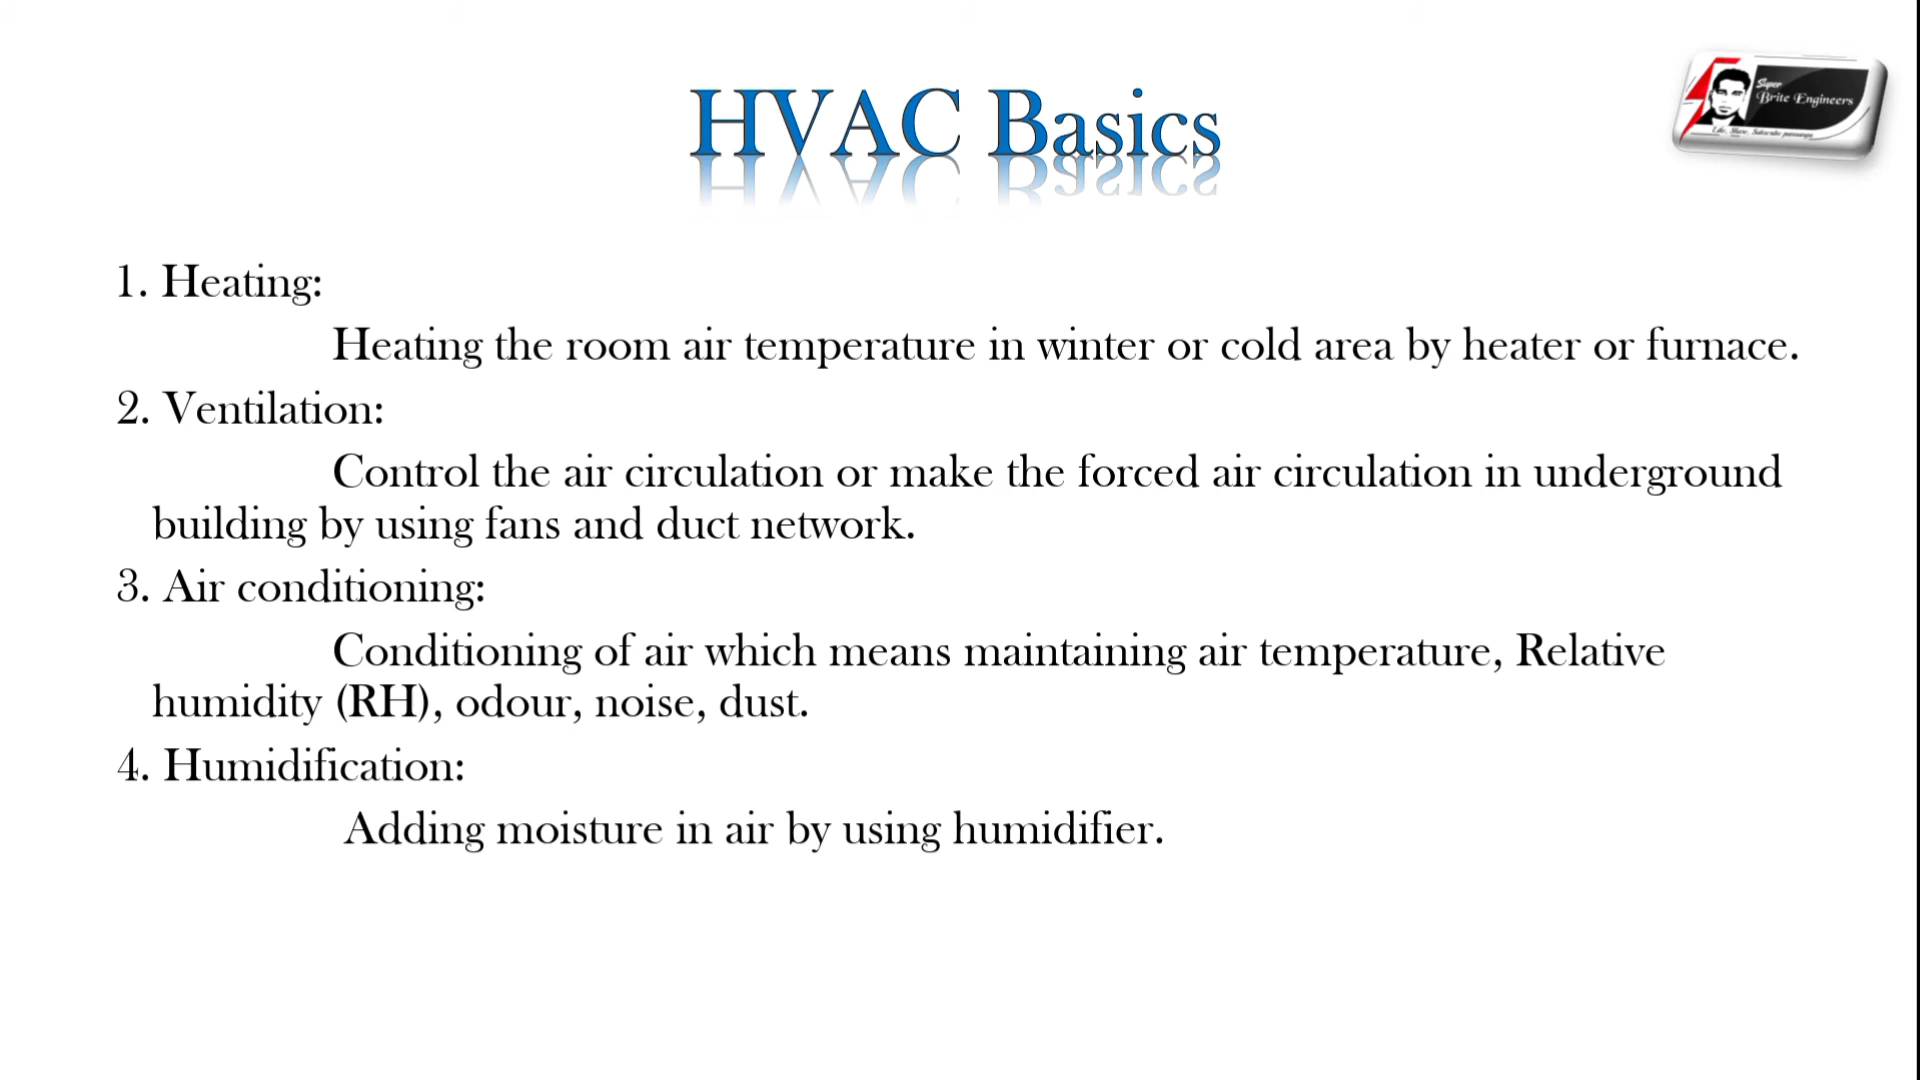 HVAC Basics
Super
Brite Engineers
Like, Share, Subscribe
1. Heating:
Heating the room air temperature in winter or cold area by heater or furnace.
2. Ventilation:
Control the air circulation or make the forced air circulation in underground
building by using fans and duct network.
3. Air conditioning:
Conditioning of air which means maintaining air temperature, Relative
humidity (RH), odour, noise, dust.
4. Humidification:
Adding moisture in air by using humidifier.